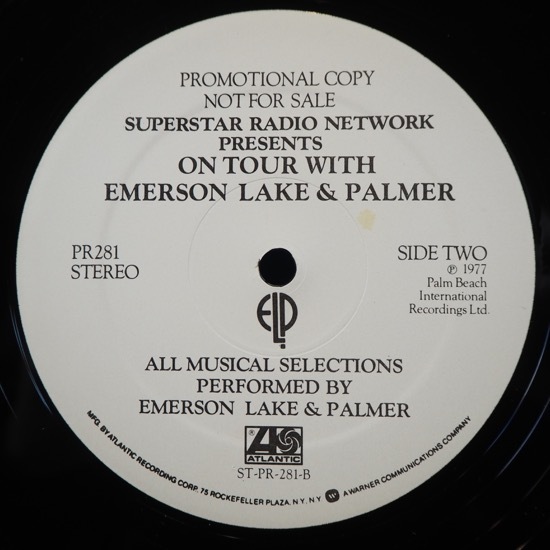 PROMOTIONAL COPY
NOT FOR SALE
SUPERSTAR RADIO NETWORK
PRESENTS
ON TOUR WITH
EMERSON LAKE & PALMER
PR281
STEREO
SIDE TWO
℗ 1977
Palm Beach
International
Recordings Ltd.
ELP.
ALL MUSICAL SELECTIONS
PERFORMED BY
EMERSON LAKE & PALMER
ATLANTIC
ST-PR-281-B
MFG. BY ATLANTIC RECORDING CORP. 75 ROCKEFELLER PLAZA, N.Y. N.Y. A WARNER COMMUNICATIONS COMPANY